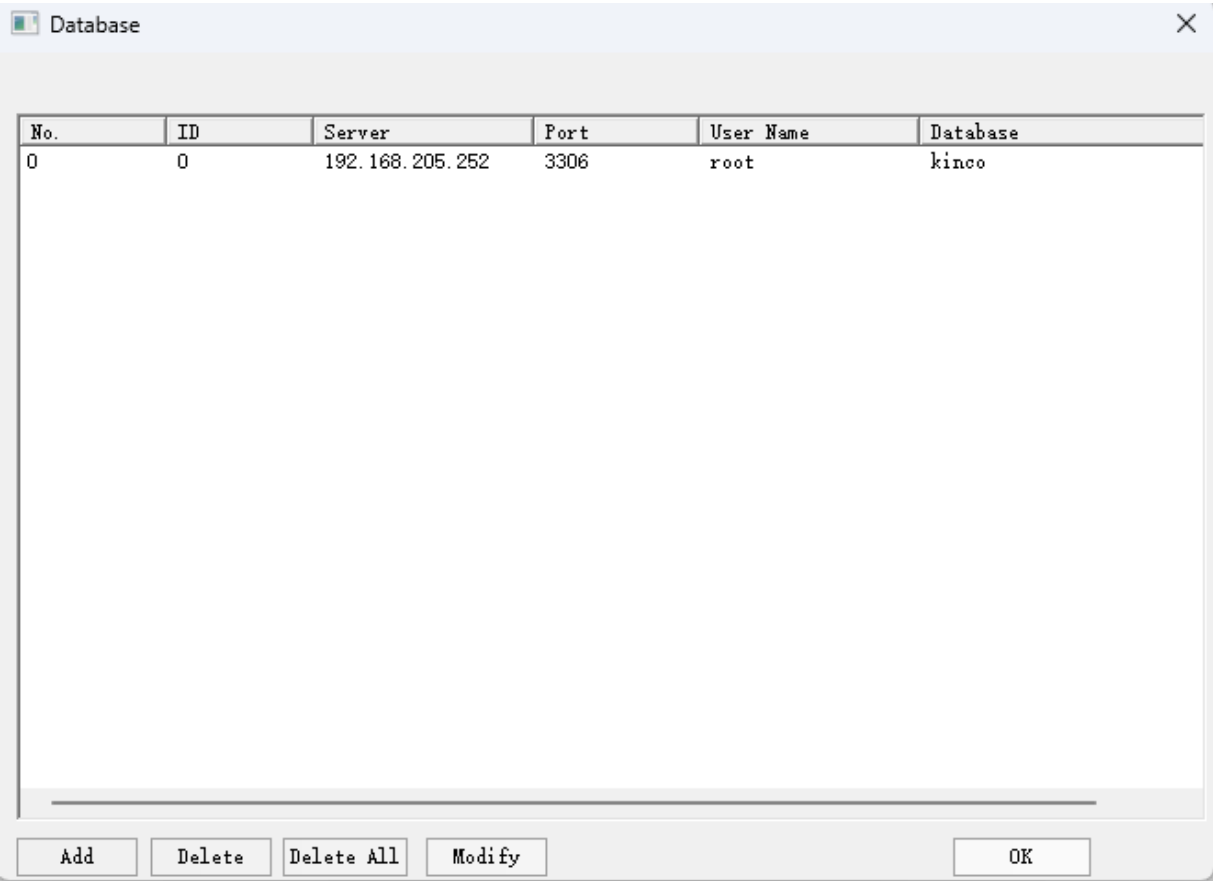 Database
No. ID Server Port User Name Database
0 0 192.168.205.252 3306 root kinco
Add Delete Delete All Modify OK